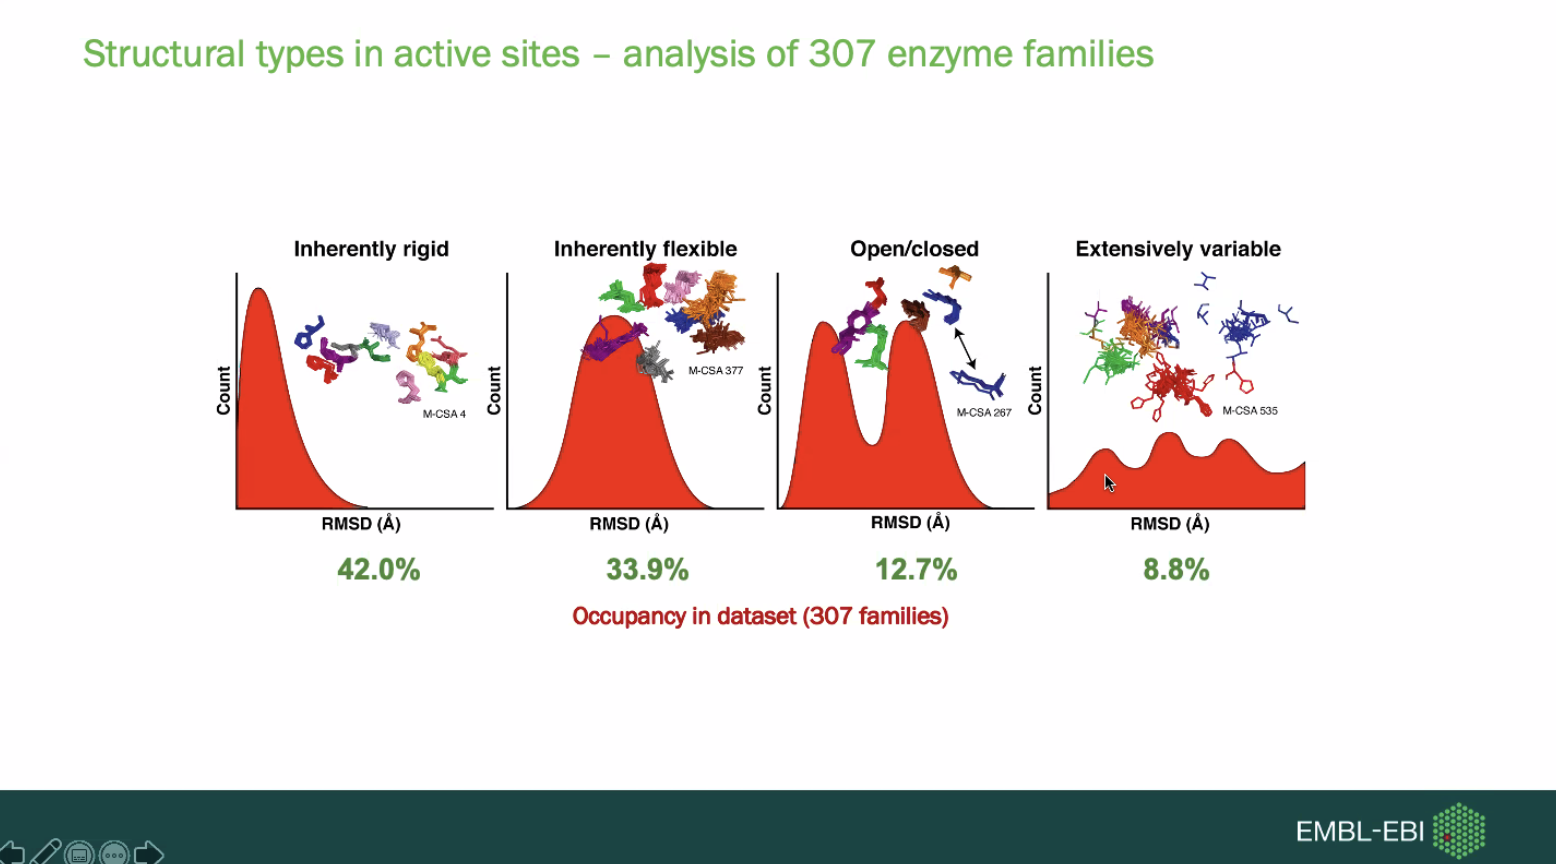 Structural types in active sites – analysis of 307 enzyme families
Inherently rigid
Inherently flexible
Open/closed
Extensively variable
Count
M-CSA 4
RMSD (Å)
Count
M-CSA 377
RMSD (Å)
Count
M-CSA 267
RMSD (Å)
Count
M-CSA 535
RMSD (Å)
42.0%
33.9%
12.7%
8.8%
Occupancy in dataset (307 families)
EMBL-EBI